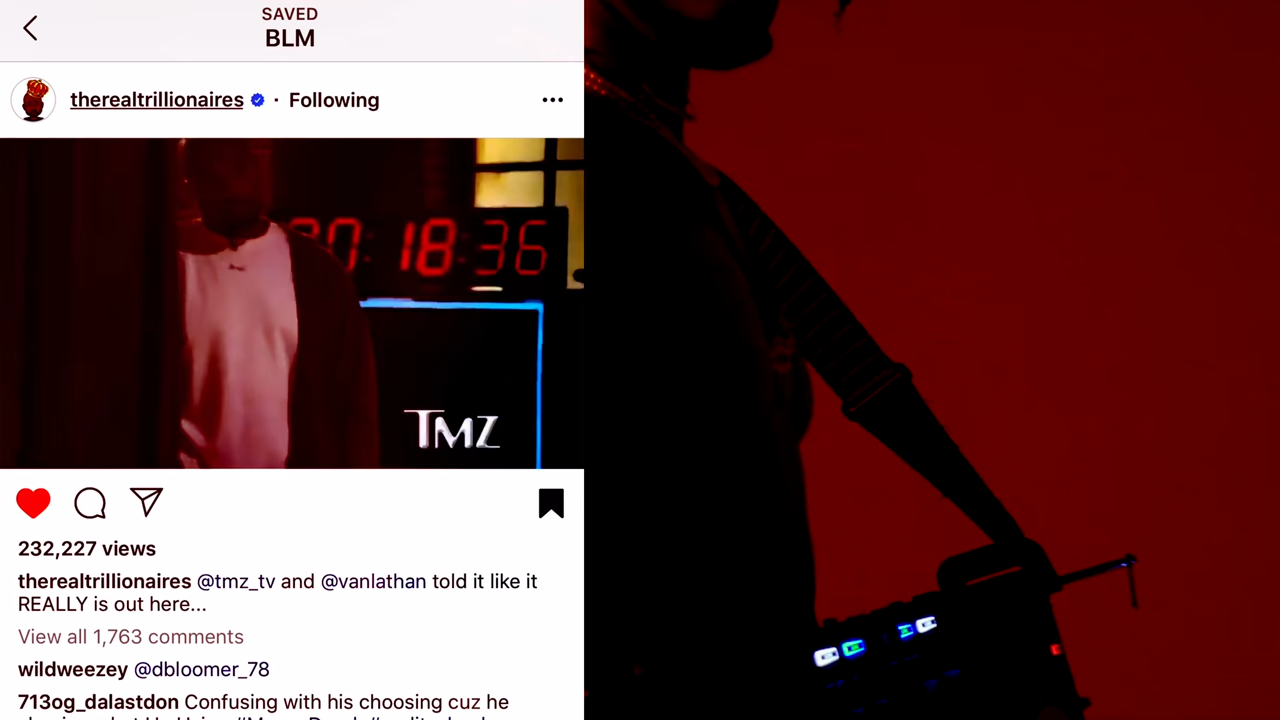 SAVED
BLM
therealtrillionaires · Following
18:36
TMZ
232,227 views
therealtrillionaires @tmz_tv and @vanlathan told it like it
REALLY is out here...
View all 1,763 comments
wildweezey @dbloomer_78
713og_dalastdon Confusing with his choosing cuz he